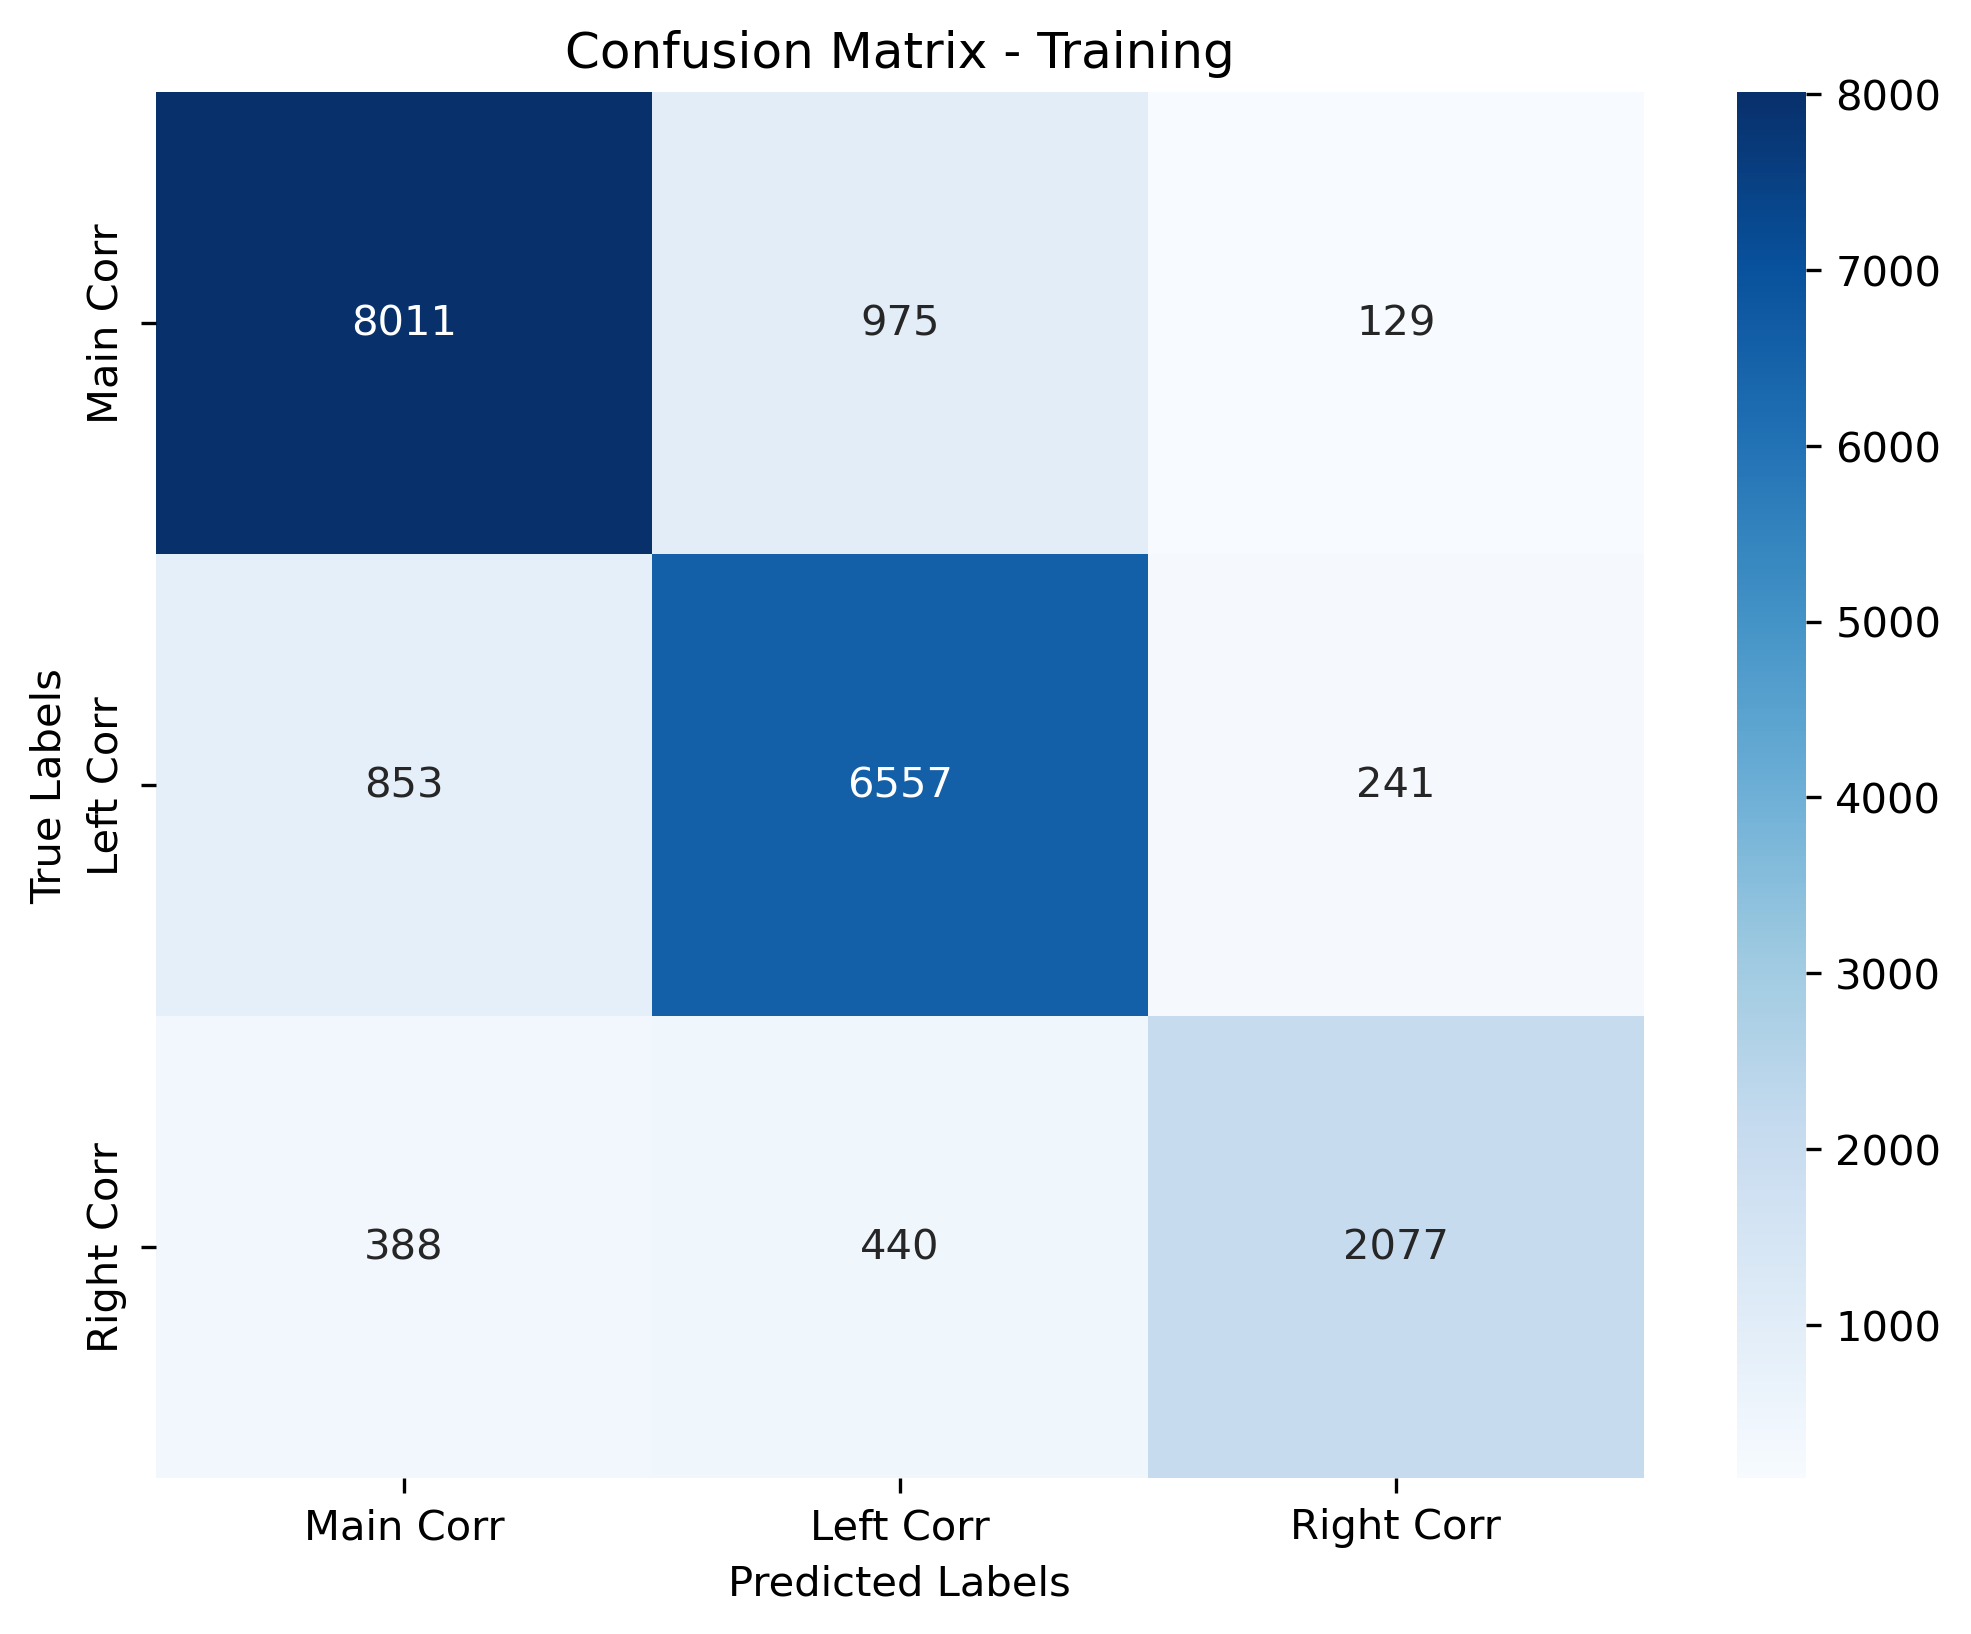 Confusion Matrix - Training
8000
7000
6000
5000
4000
3000
2000
1000
True Labels
Main Corr
8011 975 129
Left Corr
853 6557 241
Right Corr
388 440 2077
Main Corr Left Corr Right Corr
Predicted Labels